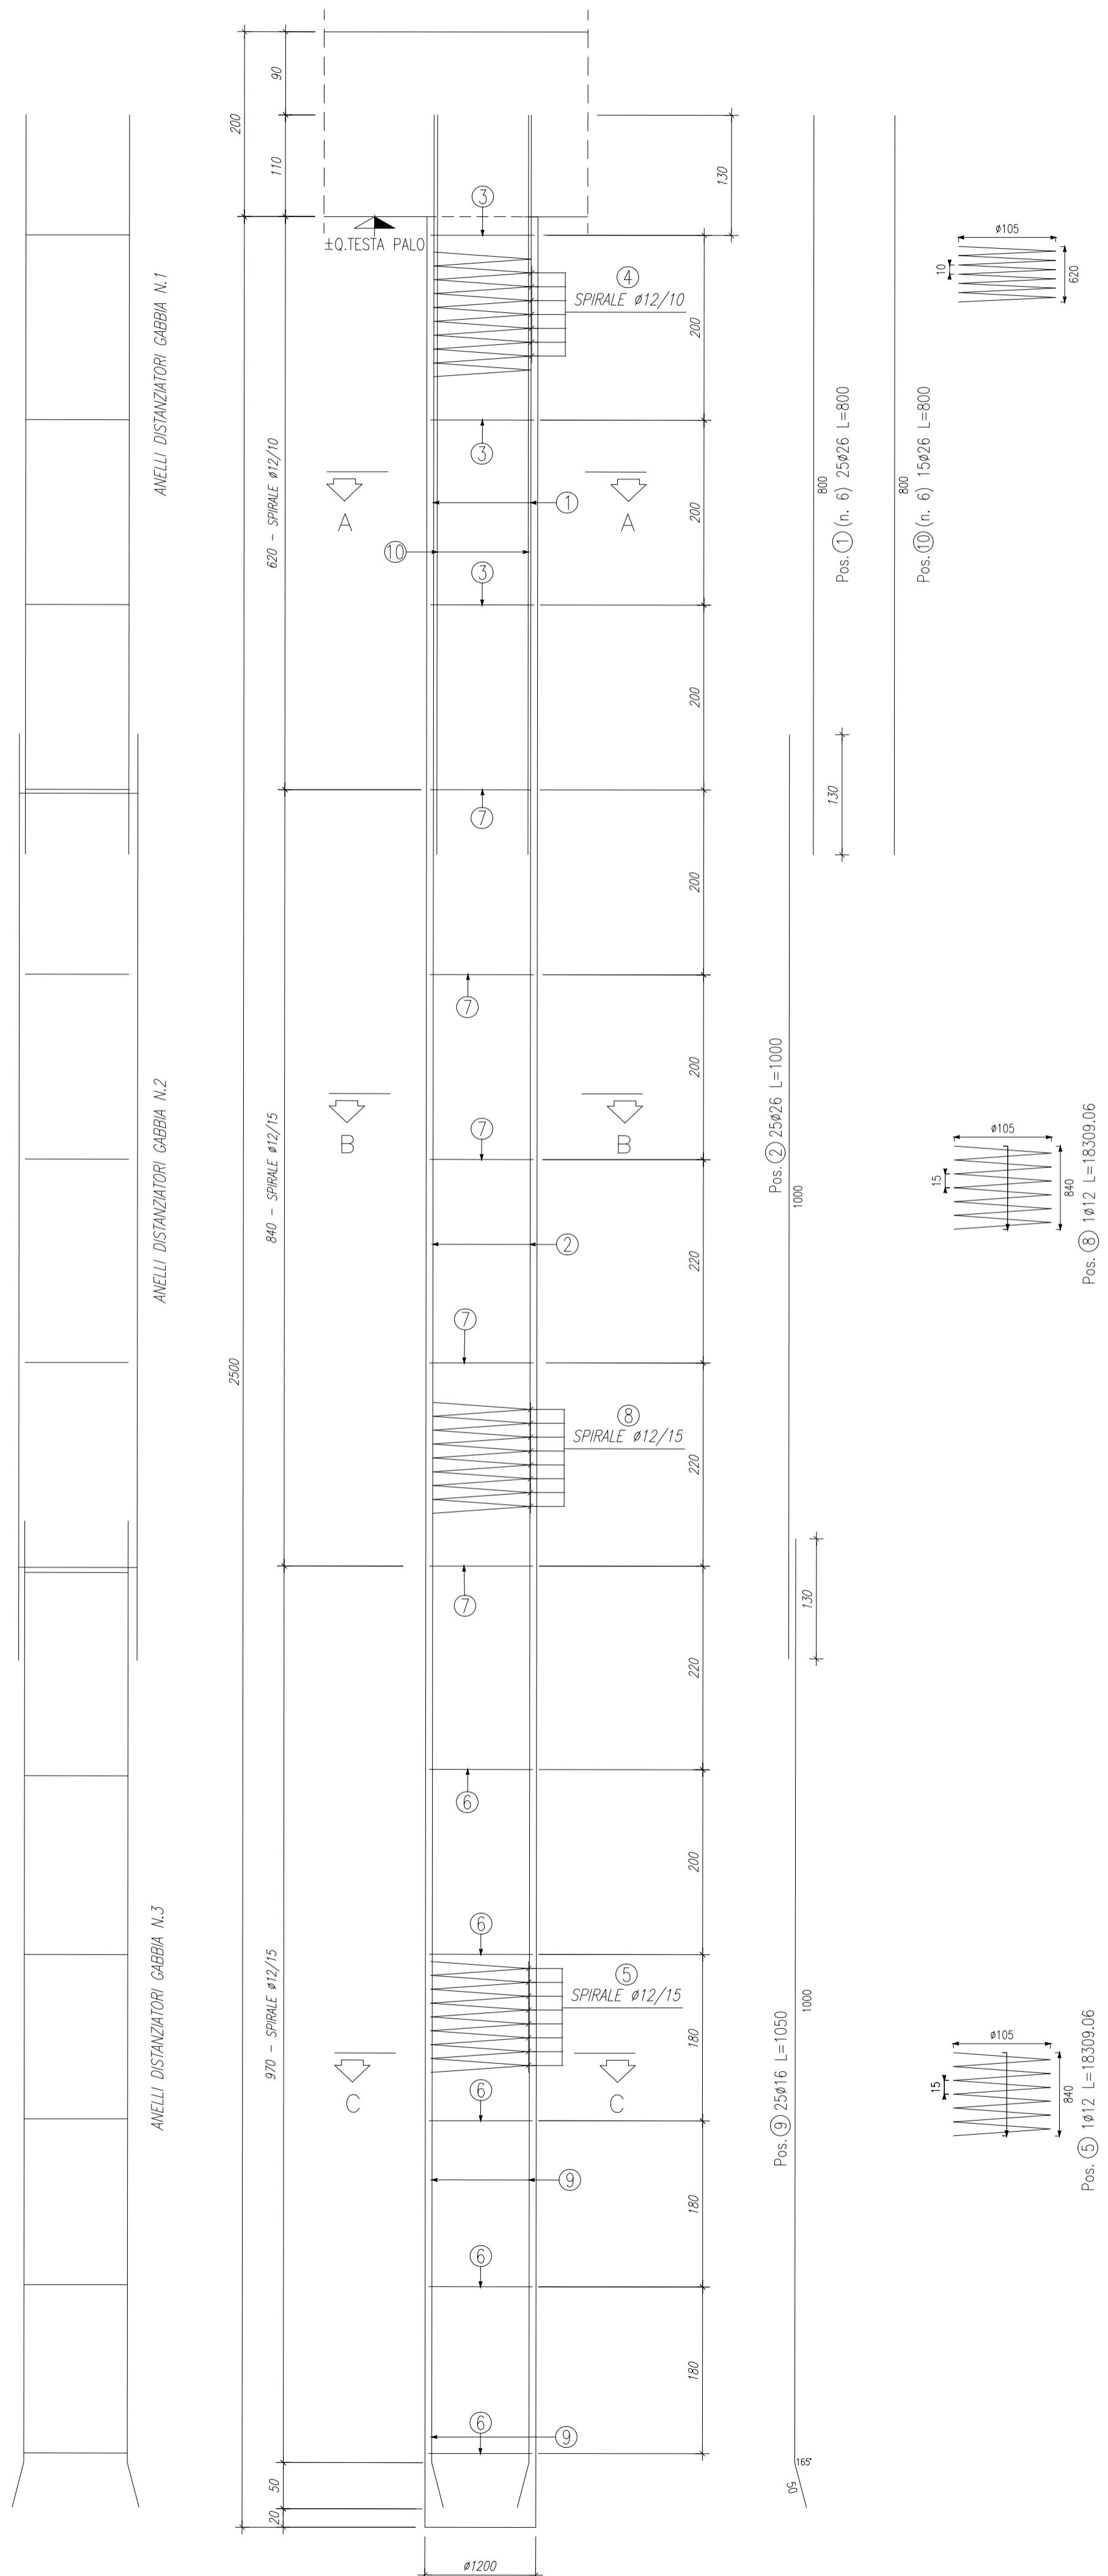 ANELLI DISTANZIATORI GABBIA N.1
ANELLI DISTANZIATORI GABBIA N.2
ANELLI DISTANZIATORI GABBIA N.3
200
2500
90
110
620 - SPIRALE ø12/10
840 - SPIRALE ø12/15
970 - SPIRALE ø12/15
50
20
±Q.TESTA PALO
3
4
SPIRALE ø12/10
3
A
A
1
10
3
7
7
B
B
7
2
7
8
SPIRALE ø12/15
7
6
6
5
SPIRALE ø12/15
C
C
6
9
6
6
9
ø1200
130
200
200
200
200
200
220
220
220
200
180
180
180
800
Pos. 1 (n. 6) 25ø26 L=800
130
800
Pos. 10 (n. 6) 15ø26 L=800
Pos. 2 25ø26 L=1000
1000
130
Pos. 9 25ø16 L=1050
1000
165°
50
ø105
10
620
ø105
15
840
Pos. 8 1ø12 L=18309.06
ø105
15
840
Pos. 5 1ø12 L=18309.06